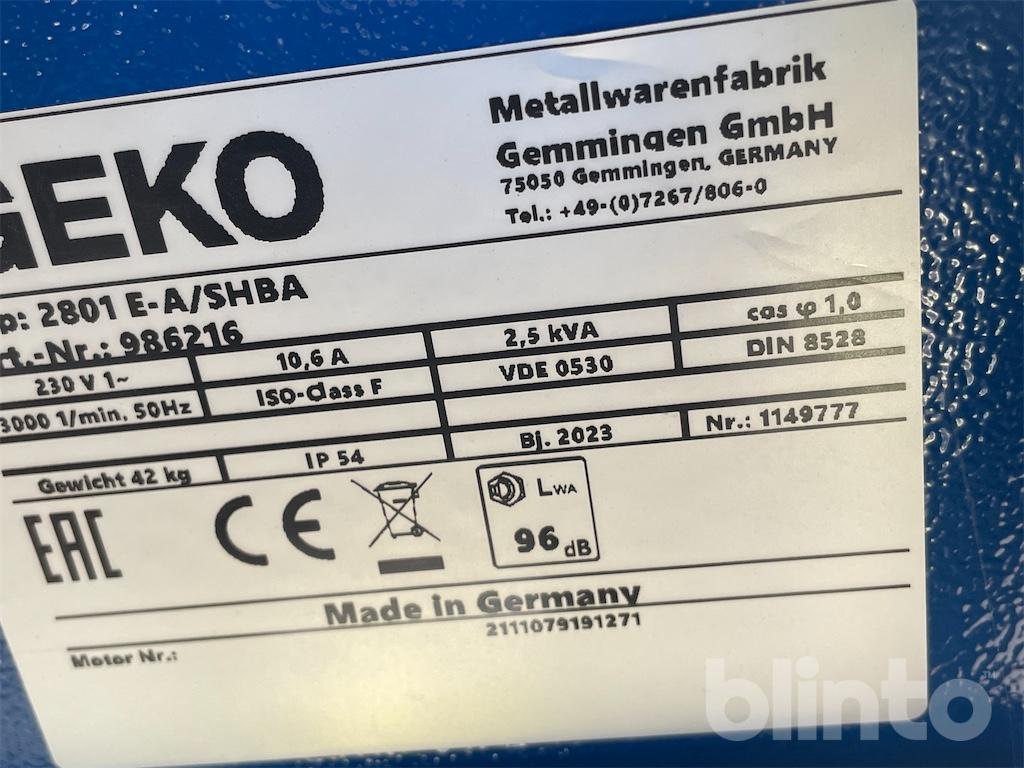 GEKO
Metallwarenfabrik
Gemmingen GmbH
75050 Gemmingen, GERMANY
Tel.: +49-(0)7267/806-0
p: 2801 E-A/SHBA
rt.-Nr.: 986216
230 V 1~ 10,6 A 2,5 kVA cas φ 1,0
3000 1/min. 50Hz ISO-Class F VDE 0530 DIN 8528
Gewicht 42 kg IP 54 Bj. 2023 Nr.: 1149777
EAC CE LWA
96 dB
Made in Germany
2111079191271
Motor Nr.:
blinto